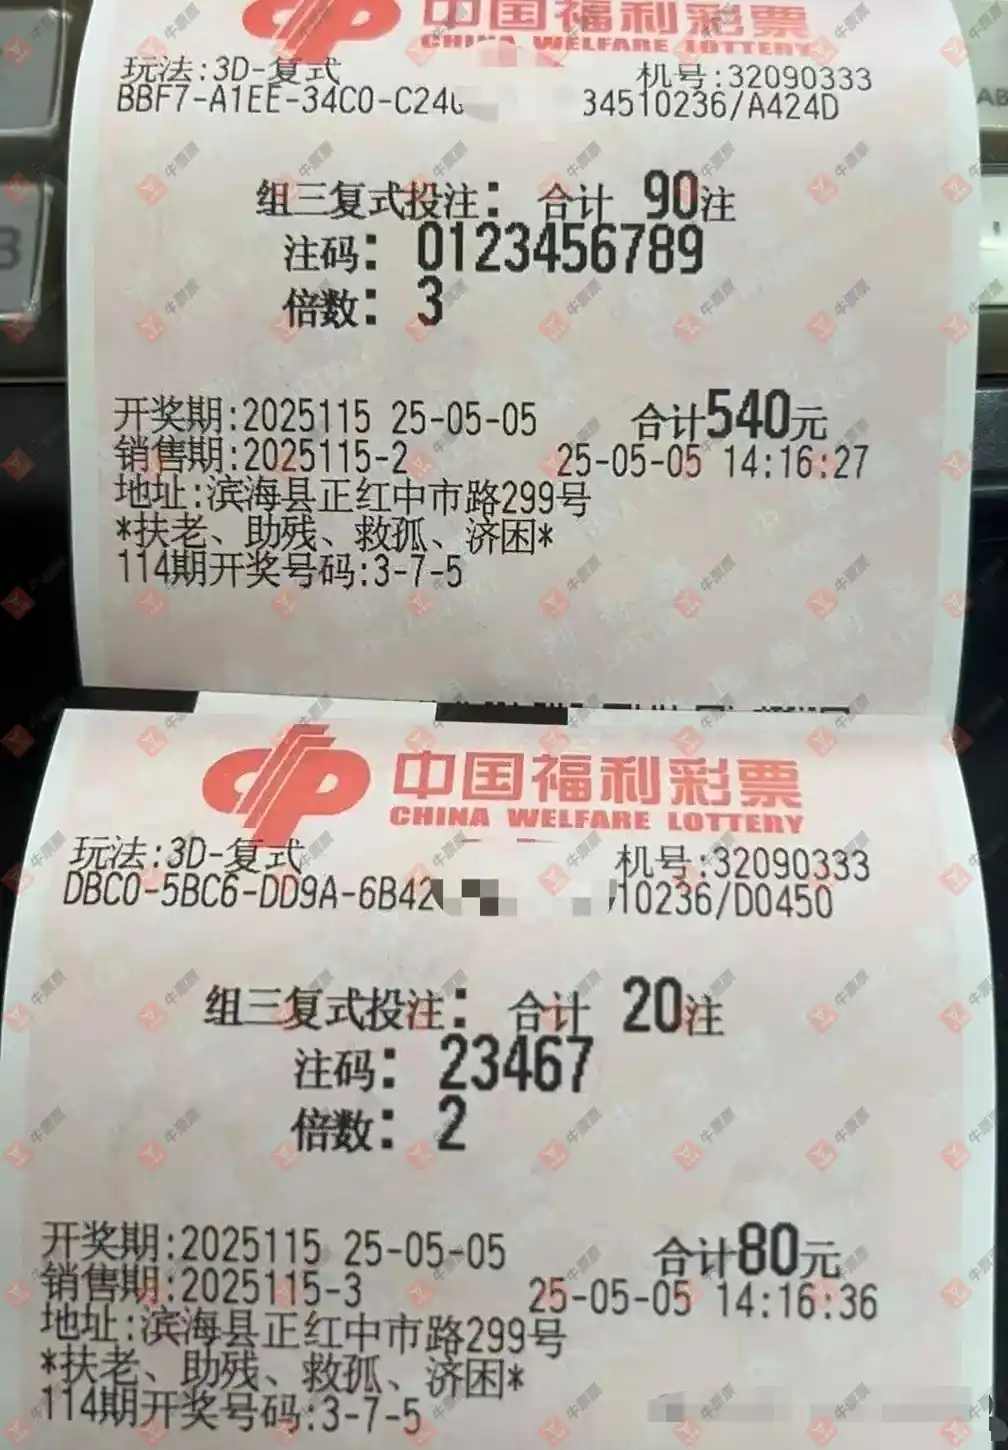 中国福利彩票
CHINA WELFARE LOTTERY
玩法:3D-复式 机号:32090333
BBF7-A1EE-34C0-C24 34510236/A424D
组三复式投注: 合计 90注
注码: 0123456789
倍数: 3
开奖期:2025115 25-05-05 合计540元
销售期:2025115-2 25-05-05 14:16:27
地址:滨海县正红中市路299号
*扶老、助残、救孤、济困*
114期开奖号码:3-7-5
中国福利彩票
CHINA WELFARE LOTTERY
玩法:3D-复式 机号:32090333
DBC0-5BC6-DD9A-6B42 10236/D0450
组三复式投注: 合计 20注
注码: 23467
倍数: 2
开奖期:2025115 25-05-05 合计80元
销售期:2025115-3 25-05-05 14:16:36
地址:滨海县正红中市路299号
*扶老、助残、救孤、济困*
114期开奖号码:3-7-5
牛票票